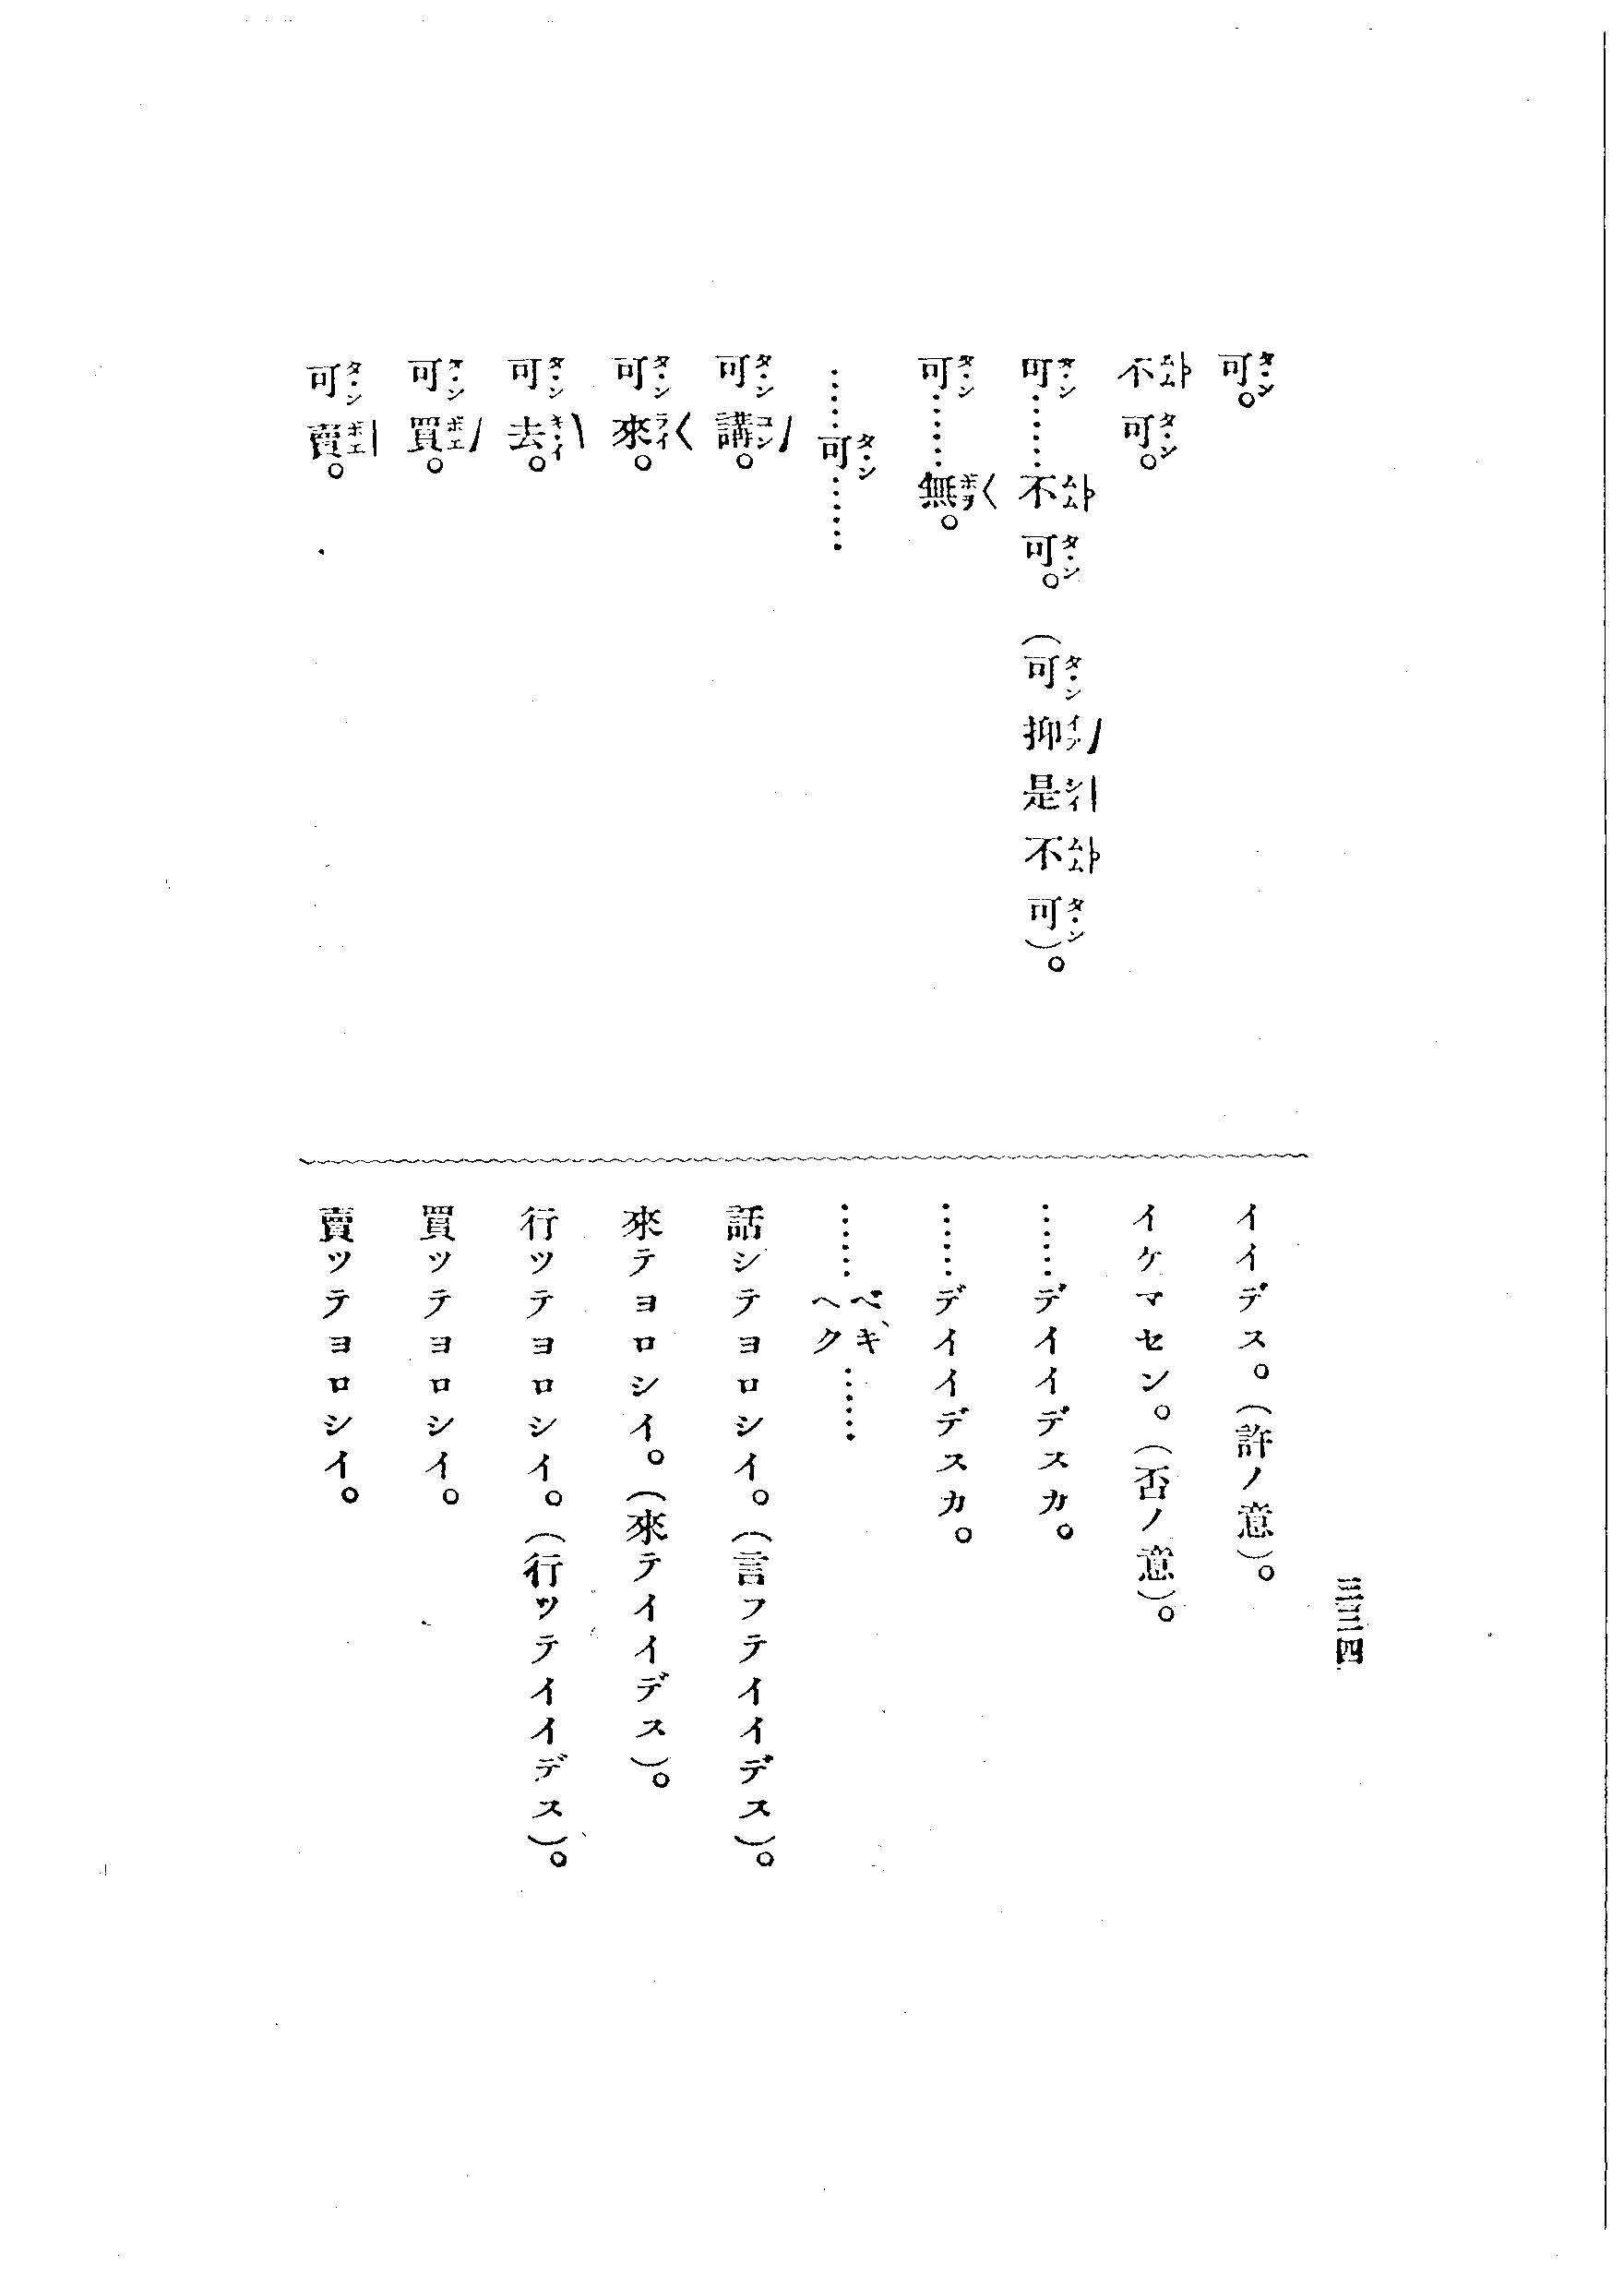 三三四
可。
不可。
可……不可。(可抑是不可)。
可……無。
……可……
可講。
可來。
可去。
可買。
可賣。
イイデス。(許ノ意)。
イケマセン。(否ノ意)。
……デイイデスカ。
……デイイデスカ。
……ベキ ヘク……
話シテヨロシイ。(言フテイイデス)。
來テヨロシイ。(來テイイデス)。
行ツテヨロシイ。(行ツテイイデス)。
買ツテヨロシイ。
賣ツテヨロシイ。